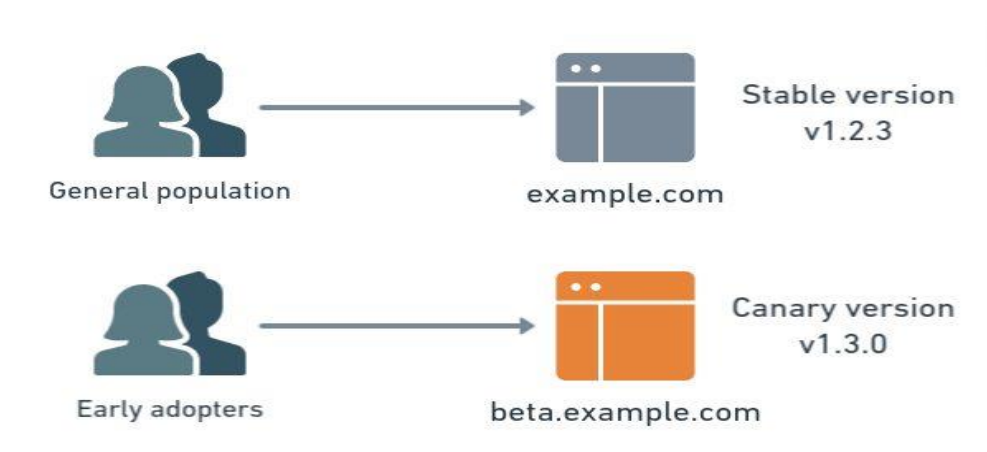 Stable version
v1.2.3
General population
example.com
Canary version
v1.3.0
Early adopters
beta.example.com